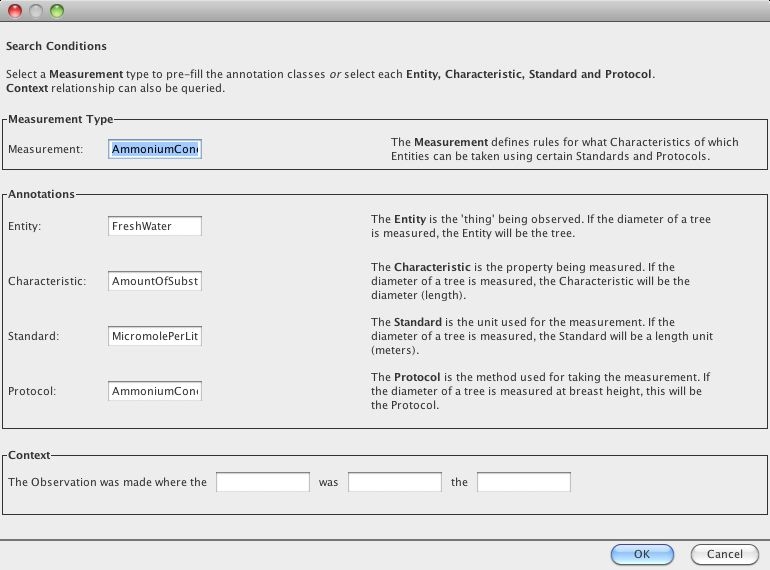 Search Conditions
Select a Measurement type to pre-fill the annotation classes or select each Entity, Characteristic, Standard and Protocol.
Context relationship can also be queried.
Measurement Type
Measurement: AmmoniumCon
The Measurement defines rules for what Characteristics of which
Entities can be taken using certain Standards and Protocols.
Annotations
Entity: FreshWater
The Entity is the 'thing' being observed. If the diameter of a tree
is measured, the Entity will be the tree.
Characteristic: AmountOfSubst
The Characteristic is the property being measured. If the
diameter of a tree is measured, the Characteristic will be the
diameter (length).
Standard: MicromolePerLit
The Standard is the unit used for the measurement. If the
diameter of a tree is measured, the Standard will be a length unit
(meters).
Protocol: AmmoniumCon
The Protocol is the method used for taking the measurement. If
the diameter of a tree is measured at breast height, this will be
the Protocol.
Context
The Observation was made where the was the
OK Cancel